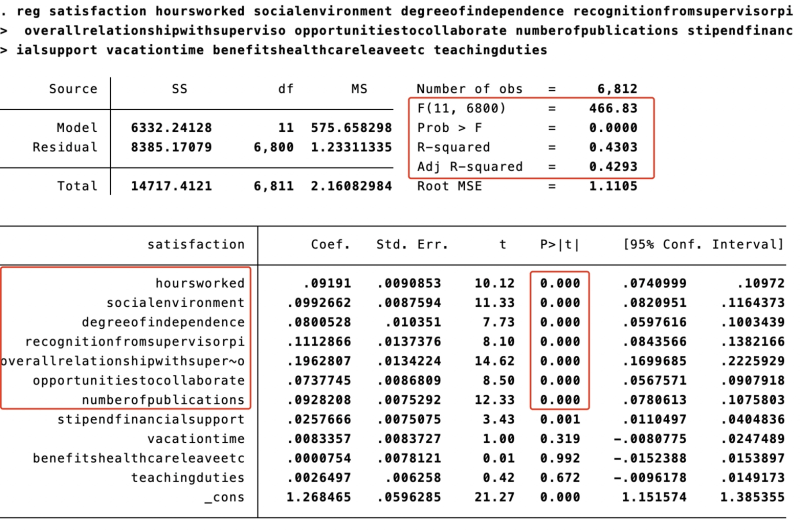 . reg satisfaction hoursworked socialenvironment degreeofindependence recognitionfromsupervisorpi
> overallrelationshipwithsuperviso opportunitiestocollaborate numberofpublications stipendfinanc
> ialsupport vacationtime benefitshealthcareleaveetc teachingduties
Source SS df MS Number of obs = 6,812
F(11, 6800) = 466.83
Model 6332.24128 11 575.658298 Prob > F = 0.0000
Residual 8385.17079 6,800 1.23311335 R-squared = 0.4303
Adj R-squared = 0.4293
Total 14717.4121 6,811 2.16082984 Root MSE = 1.1105
satisfaction Coef. Std. Err. t P>|t| [95% Conf. Interval]
hoursworked .09191 .0090853 10.12 0.000 .0740999 .10972
socialenvironment .0992662 .0087594 11.33 0.000 .0820951 .1164373
degreeofindependence .0800528 .010351 7.73 0.000 .0597616 .1003439
recognitionfromsupervisorpi .1112866 .0137376 8.10 0.000 .0843566 .1382166
overallrelationshipwithsuper~o .1962807 .0134224 14.62 0.000 .1699685 .2225929
opportunitiestocollaborate .0737745 .0086809 8.50 0.000 .0567571 .0907918
numberofpublications .0928208 .0075292 12.33 0.000 .0780613 .1075803
stipendfinancialsupport .0257666 .0075075 3.43 0.001 .0110497 .0404836
vacationtime .0083357 .0083727 1.00 0.319 -.0080775 .0247489
benefitshealthcareleaveetc .0000754 .0078121 0.01 0.992 -.0152388 .0153897
teachingduties .0026497 .006258 0.42 0.672 -.0096178 .0149173
_cons 1.268465 .0596285 21.27 0.000 1.151574 1.385355